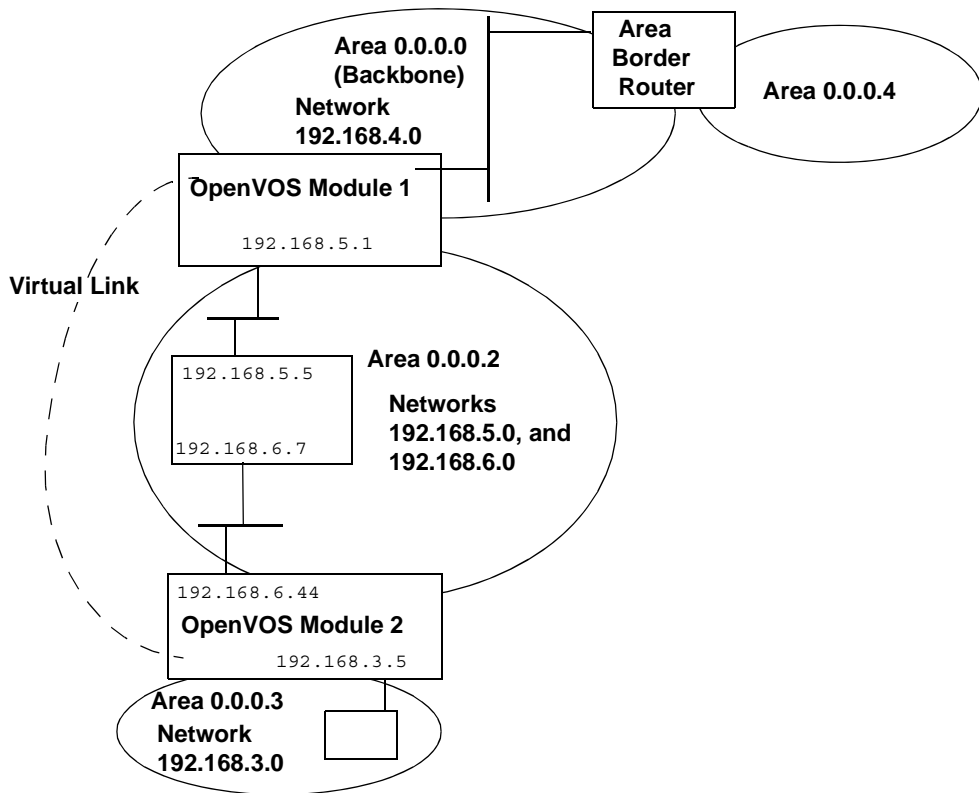 Area 0.0.0.0
(Backbone)
Network
192.168.4.0
Area
Border
Router
Area 0.0.0.4
OpenVOS Module 1
192.168.5.1
Virtual Link
192.168.5.5
192.168.6.7
Area 0.0.0.2
Networks
192.168.5.0, and
192.168.6.0
192.168.6.44
OpenVOS Module 2
192.168.3.5
Area 0.0.0.3
Network
192.168.3.0